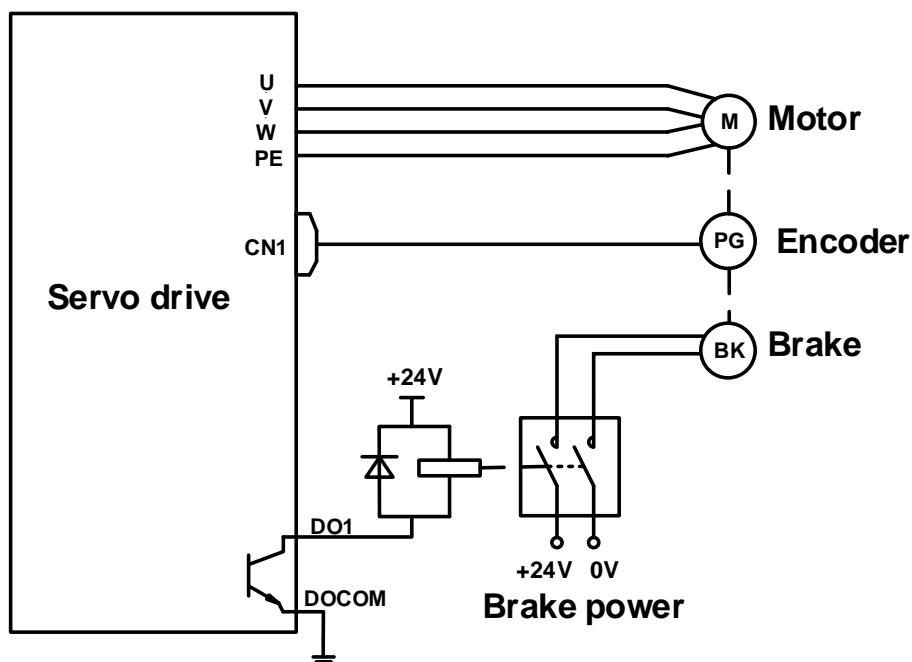 U
V
W
PE
M
Motor
CN1
PG
Encoder
Servo drive
BK
Brake
+24V
DO1
DOCOM
+24V 0V
Brake power